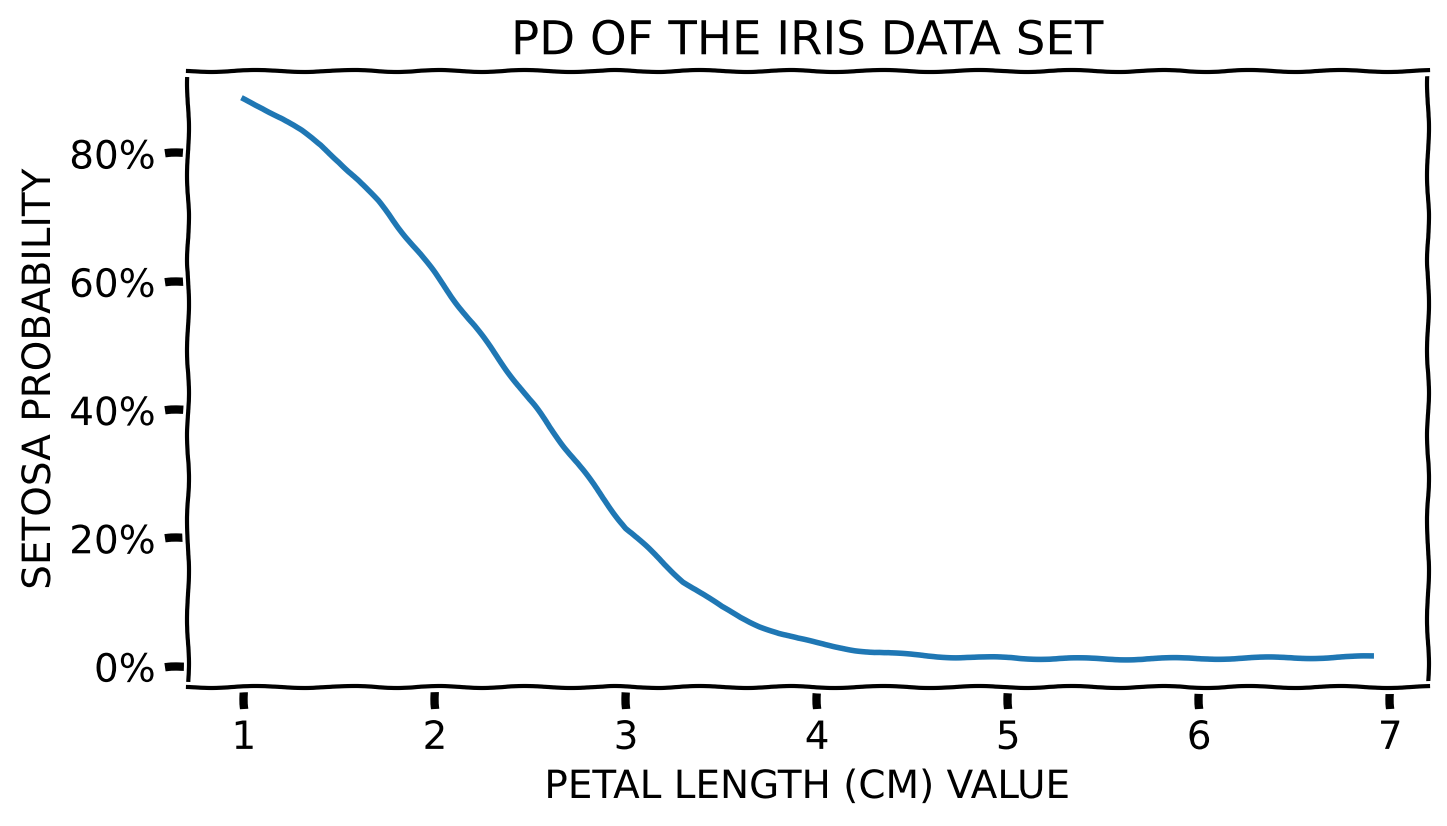 PD OF THE IRIS DATA SET
SETOSA PROBABILITY
80%
60%
40%
20%
0%
1 2 3 4 5 6 7
PETAL LENGTH (CM) VALUE